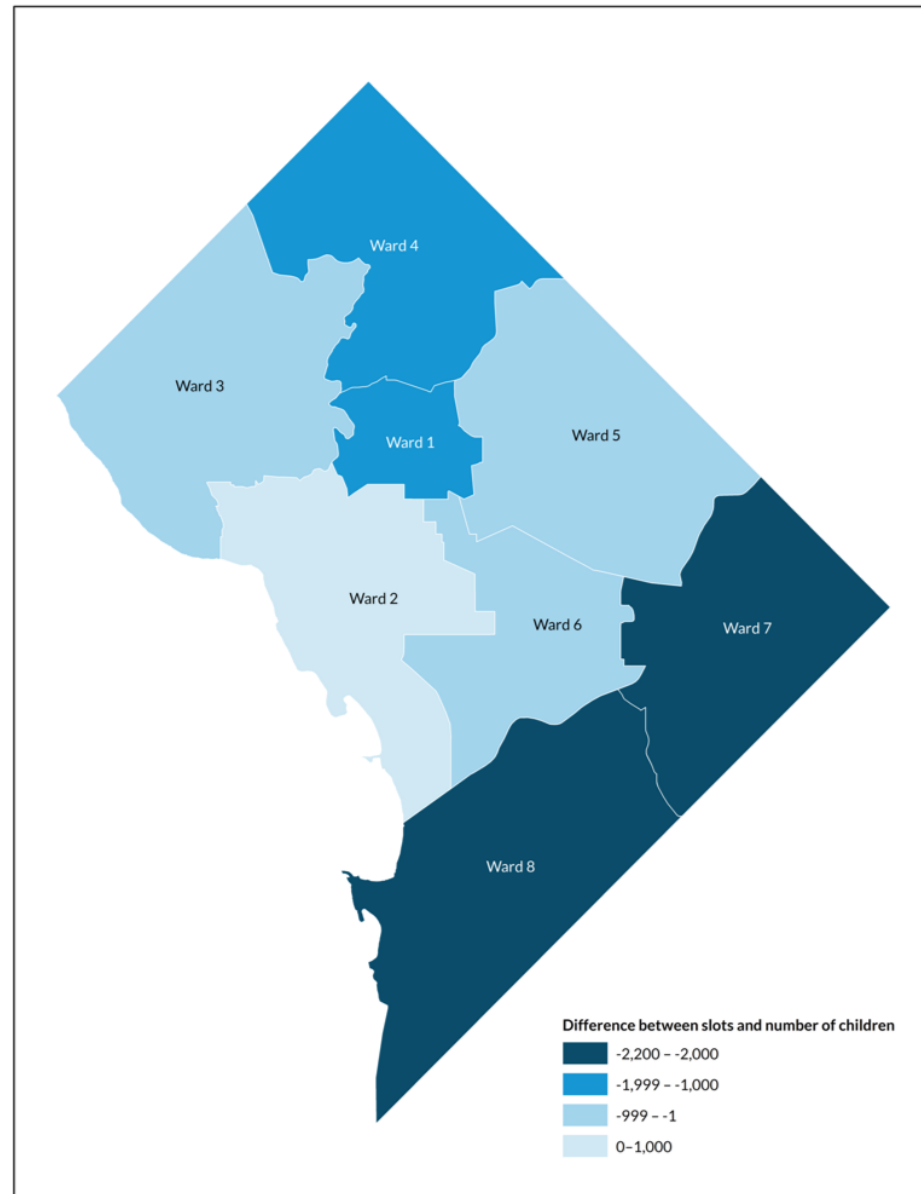 Ward 4
Ward 3
Ward 1
Ward 5
Ward 2
Ward 6
Ward 7
Ward 8
Difference between slots and number of children
-2,200 – -2,000
-1,999 – -1,000
-999 – -1
0–1,000